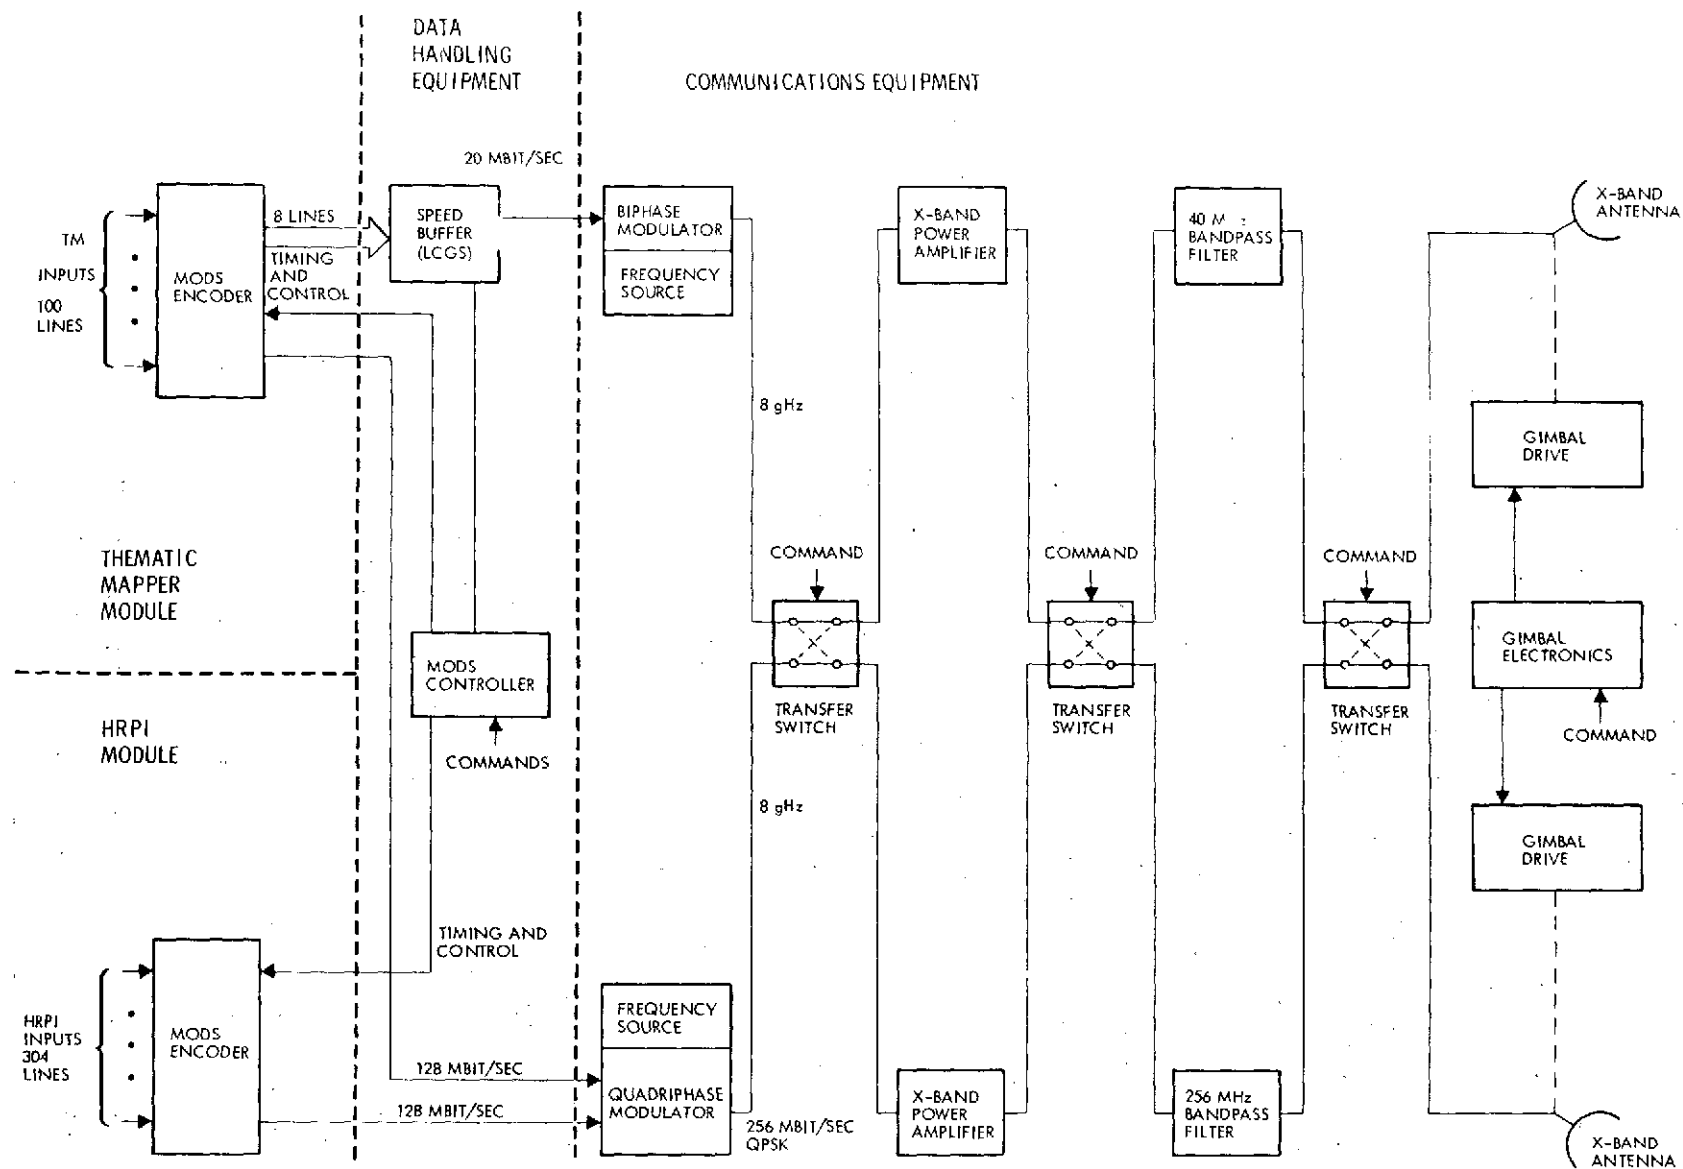 DATA
HANDLING
EQUIPMENT
COMMUNICATIONS EQUIPMENT
20 MBIT/SEC
TM
INPUTS
100
LINES
MODS
ENCODER
8 LINES
TIMING
AND
CONTROL
SPEED
BUFFER
(LCGS)
BIPHASE
MODULATOR
FREQUENCY
SOURCE
X-BAND
POWER
AMPLIFIER
40 M z
BANDPASS
FILTER
X-BAND
ANTENNA
8 gHz
GIMBAL
DRIVE
THEMATIC
MAPPER
MODULE
COMMAND
COMMAND
COMMAND
MODS
CONTROLLER
GIMBAL
ELECTRONICS
HRPI
MODULE
TRANSFER
SWITCH
TRANSFER
SWITCH
TRANSFER
SWITCH
COMMAND
COMMANDS
8 gHz
GIMBAL
DRIVE
TIMING AND
CONTROL
HRPI
INPUTS
304
LINES
MODS
ENCODER
FREQUENCY
SOURCE
128 MBIT/SEC
128 MBIT/SEC
QUADRIPHASE
MODULATOR
256 MBIT/SEC
QPSK
X-BAND
POWER
AMPLIFIER
256 MHz
BANDPASS
FILTER
X-BAND
ANTENNA